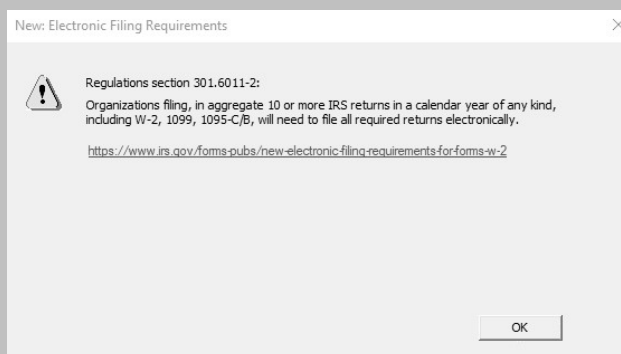 New: Electronic Filing Requirements
Regulations section 301.6011-2:
Organizations filing, in aggregate 10 or more IRS returns in a calendar year of any kind,
including W-2, 1099, 1095-C/B, will need to file all required returns electronically.
https://www.irs.gov/forms-pubs/new-electronic-filing-requirements-for-forms-w-2
OK